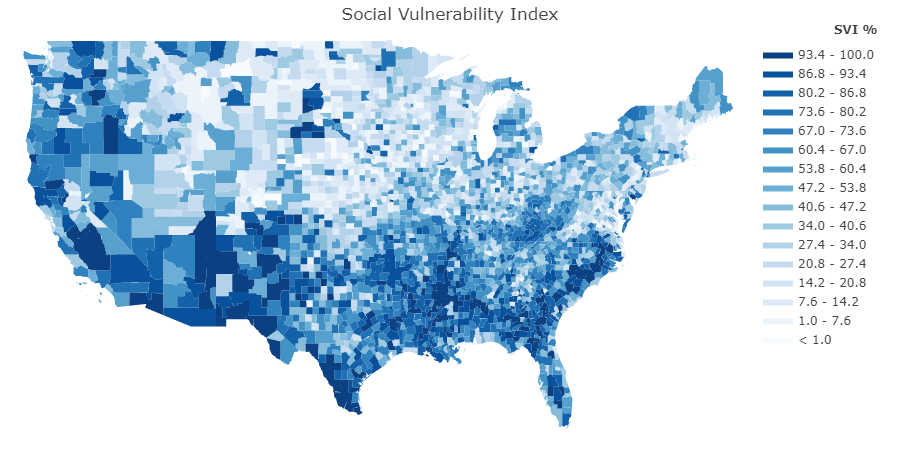 Social Vulnerability Index
SVI %
93.4 - 100.0
86.8 - 93.4
80.2 - 86.8
73.6 - 80.2
67.0 - 73.6
60.4 - 67.0
53.8 - 60.4
47.2 - 53.8
40.6 - 47.2
34.0 - 40.6
27.4 - 34.0
20.8 - 27.4
14.2 - 20.8
7.6 - 14.2
1.0 - 7.6
< 1.0